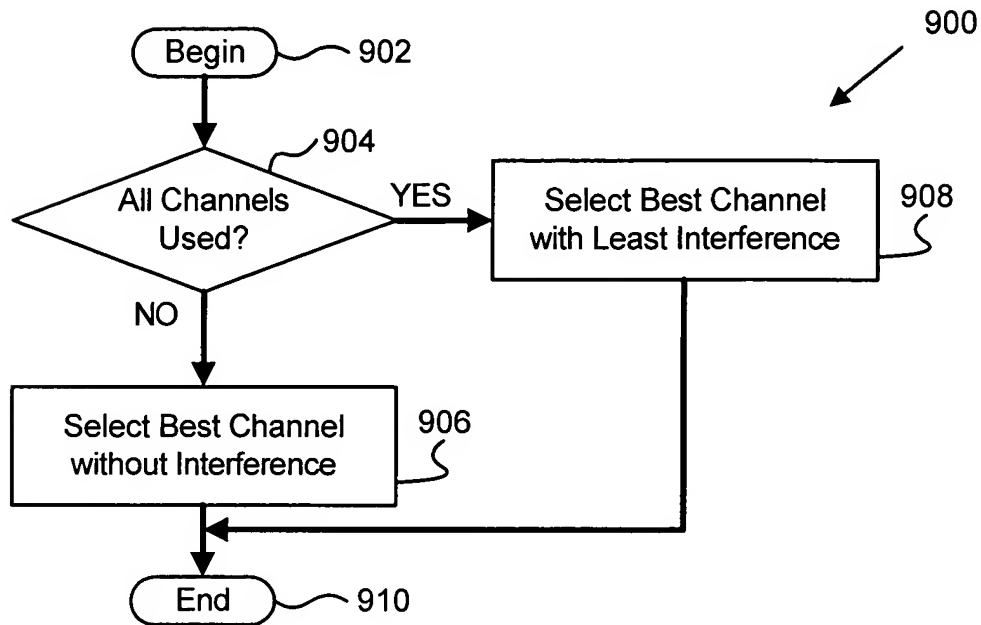 900
Begin
902
904
All Channels
Used?
YES
Select Best Channel
with Least Interference
908
NO
Select Best Channel
without Interference
906
End
910